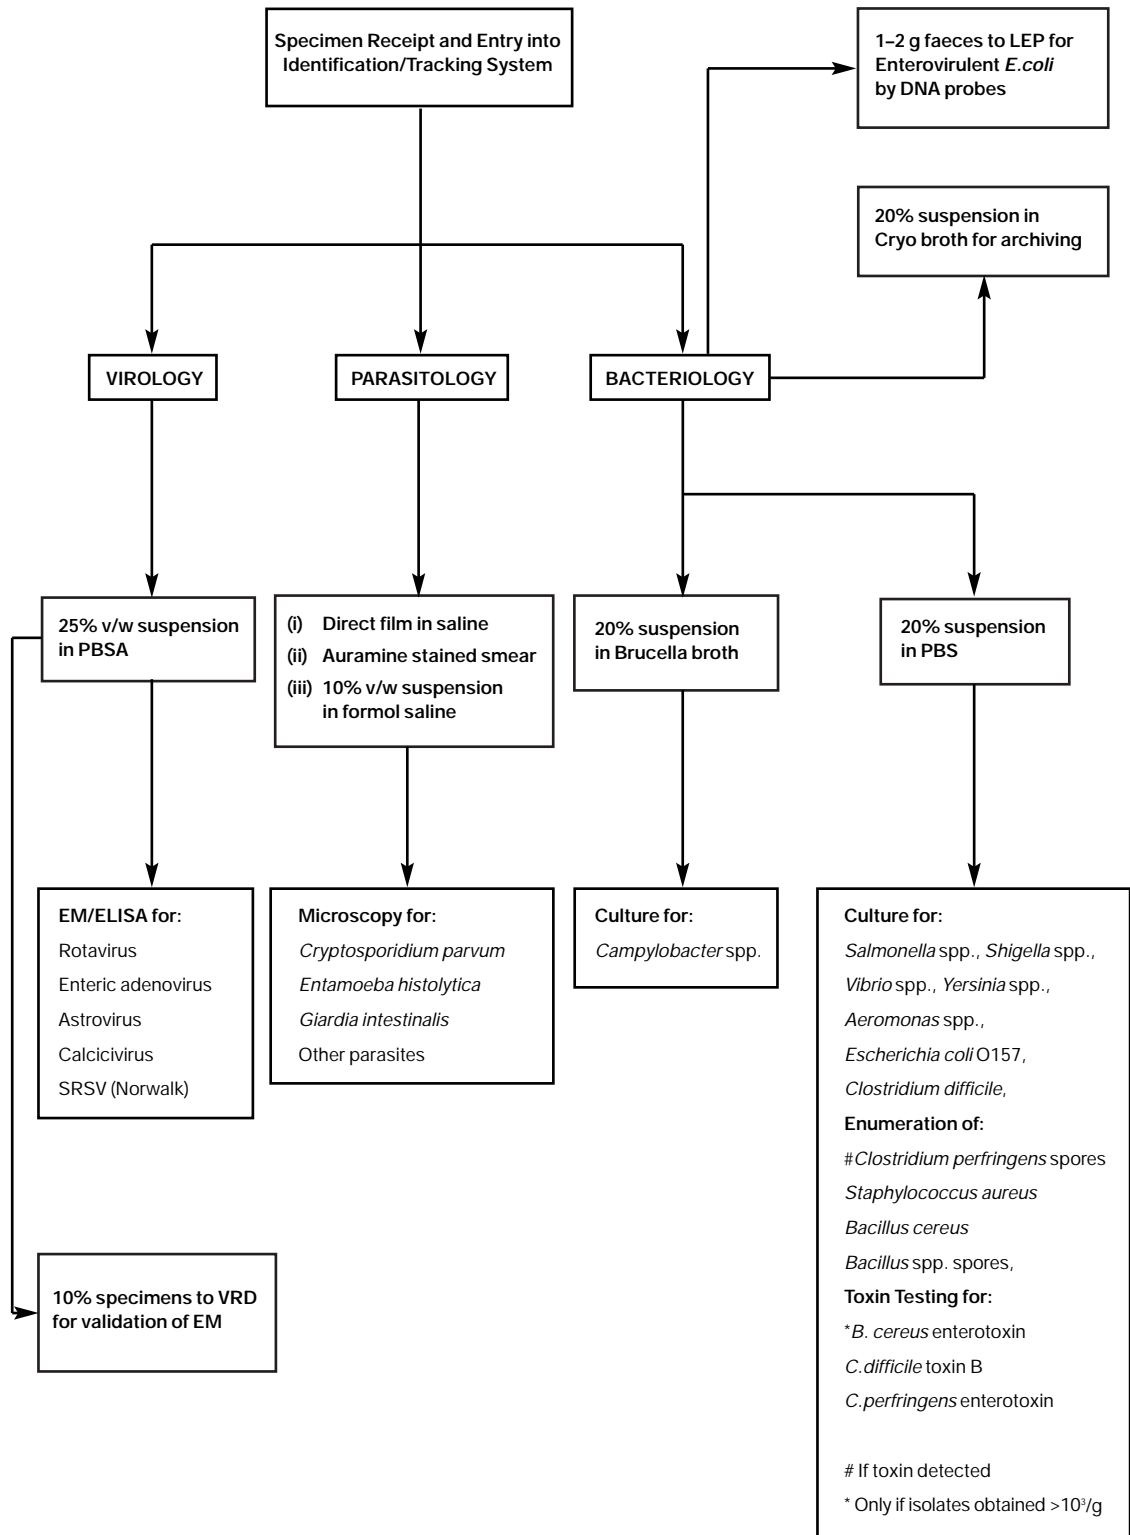 Specimen Receipt and Entry into
Identification/Tracking System
1–2 g faeces to LEP for
Enterovirulent E.coli
by DNA probes
20% suspension in
Cryo broth for archiving
VIROLOGY
PARASITOLOGY
BACTERIOLOGY
25% v/w suspension
in PBSA
(i) Direct film in saline
(ii) Auramine stained smear
(iii) 10% v/w suspension
in formol saline
20% suspension
in Brucella broth
20% suspension
in PBS
EM/ELISA for:
Rotavirus
Enteric adenovirus
Astrovirus
Calcicivirus
SRSV (Norwalk)
Microscopy for:
Cryptosporidium parvum
Entamoeba histolytica
Giardia intestinalis
Other parasites
Culture for:
Campylobacter spp.
Culture for:
Salmonella spp., Shigella spp.,
Vibrio spp., Yersinia spp.,
Aeromonas spp.,
Escherichia coli O157,
Clostridium difficile,
Enumeration of:
#Clostridium perfringens spores
Staphylococcus aureus
Bacillus cereus
Bacillus spp. spores,
Toxin Testing for:
*B. cereus enterotoxin
C.difficile toxin B
C.perfringens enterotoxin
# If toxin detected
* Only if isolates obtained >10³/g
10% specimens to VRD
for validation of EM